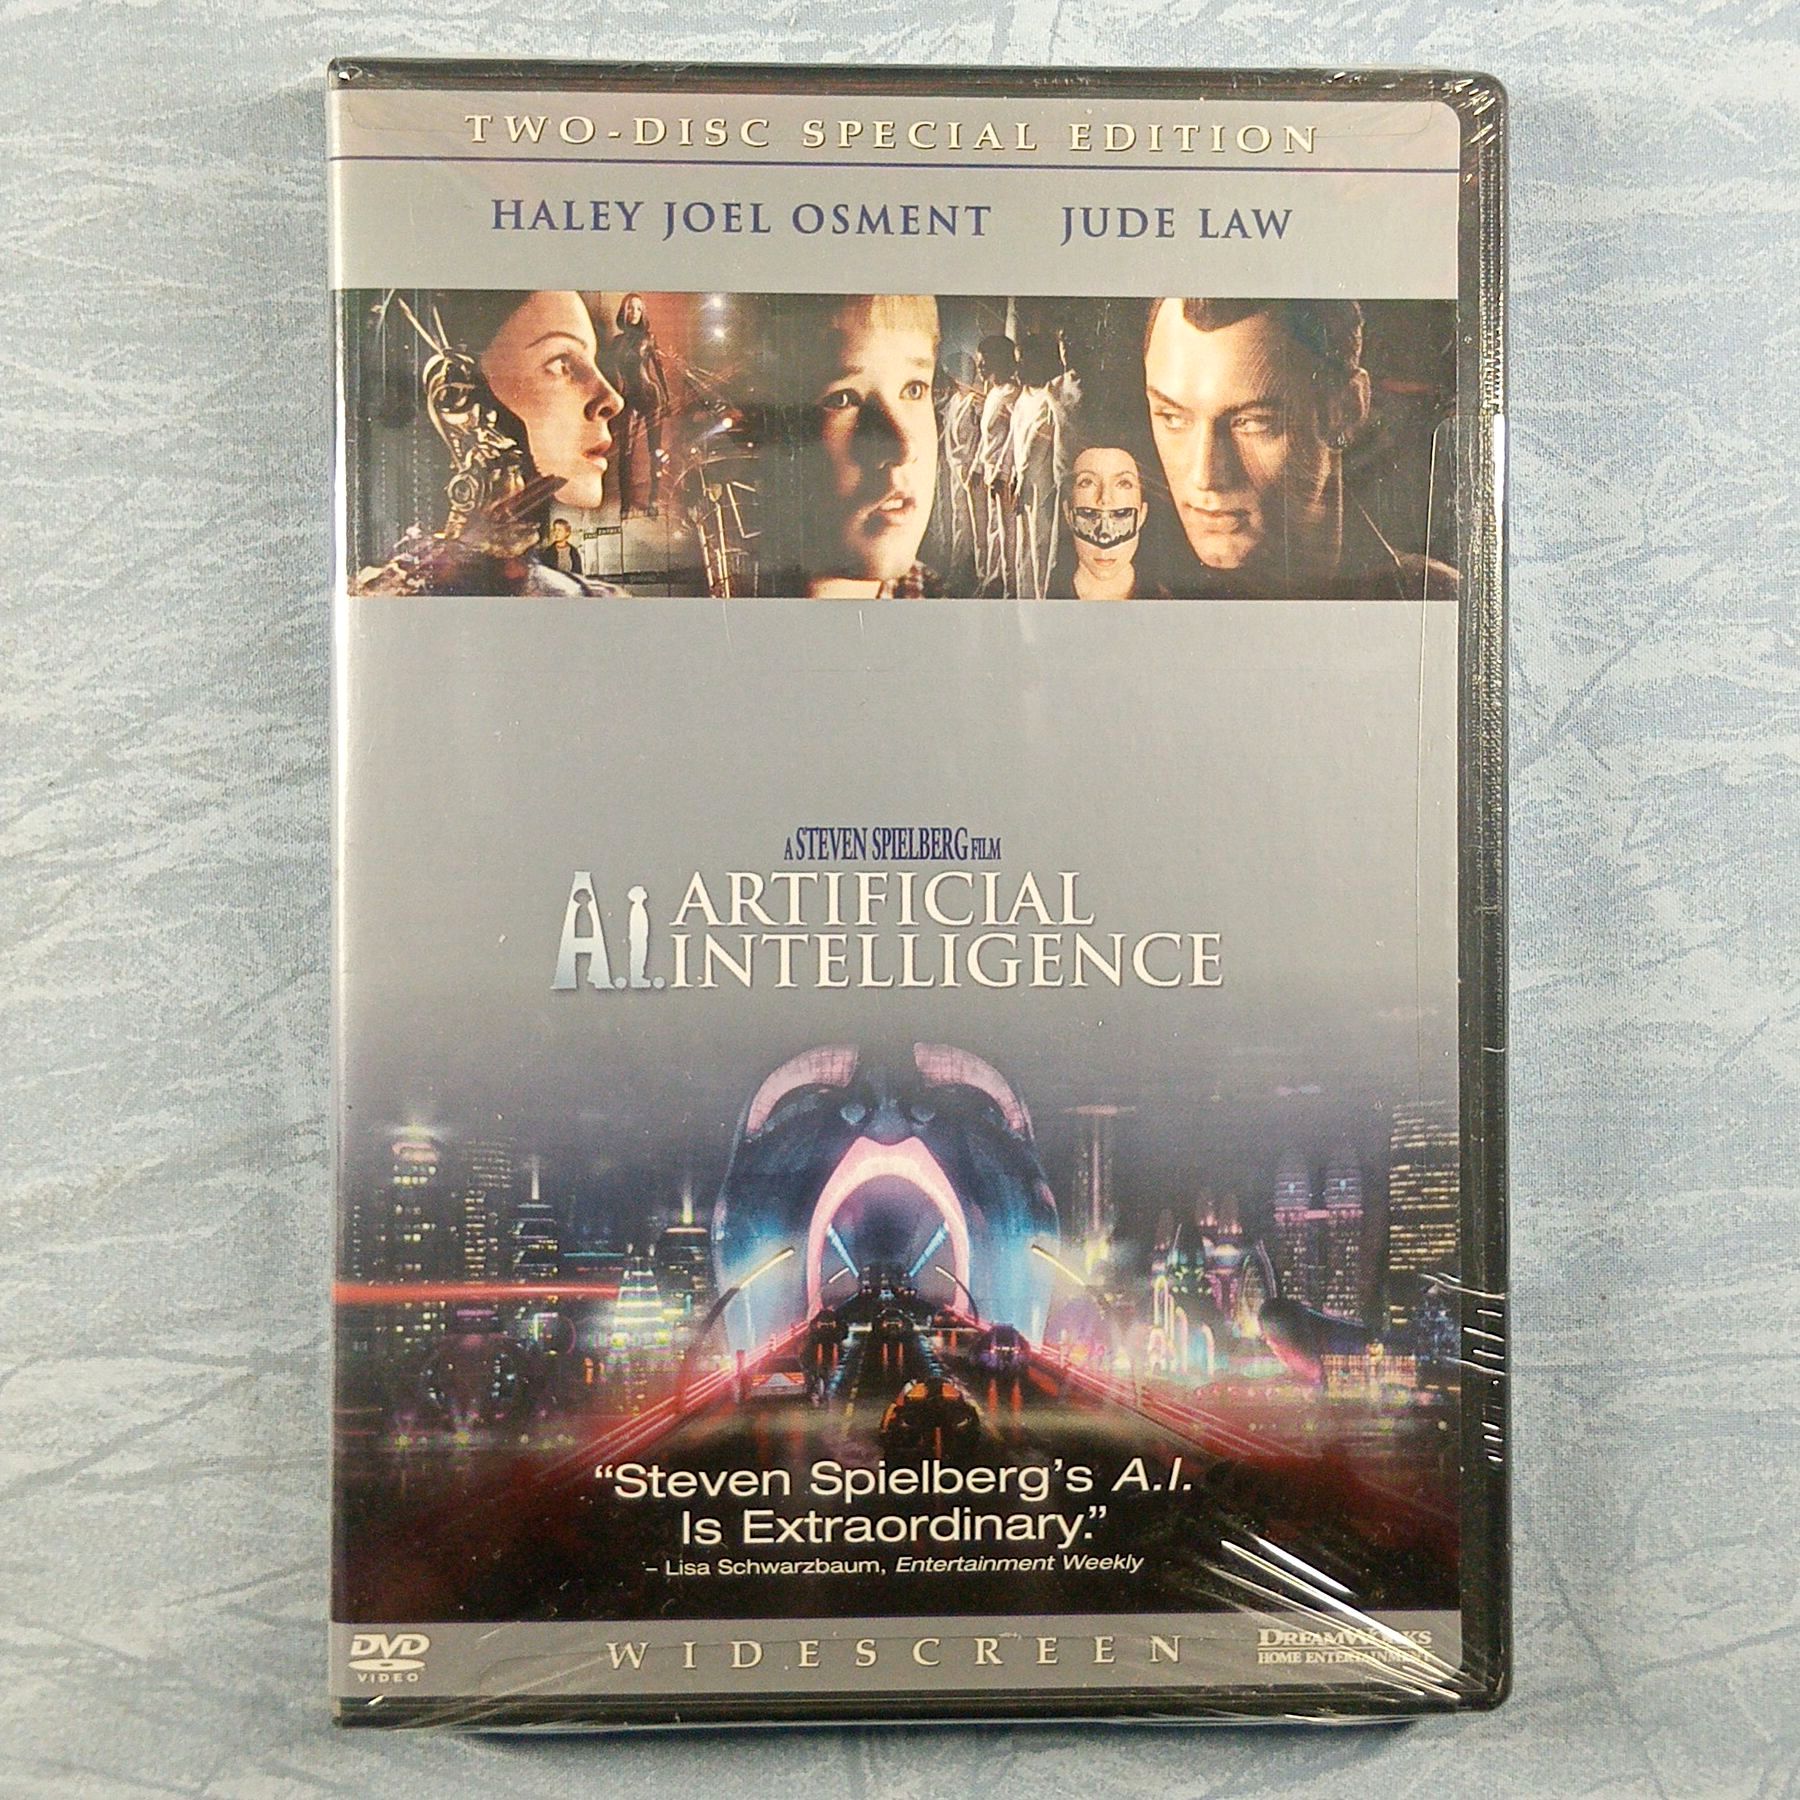 TWO-DISC SPECIAL EDITION
HALEY JOEL OSMENT JUDE LAW
A STEVEN SPIELBERG FILM
A.I. ARTIFICIAL
INTELLIGENCE
“Steven Spielberg’s A.I.
Is Extraordinary.”
– Lisa Schwarzbaum, Entertainment Weekly
DVD
VIDEO
WIDESCREEN
DREAMWORKS
HOME ENTERTAINMENT